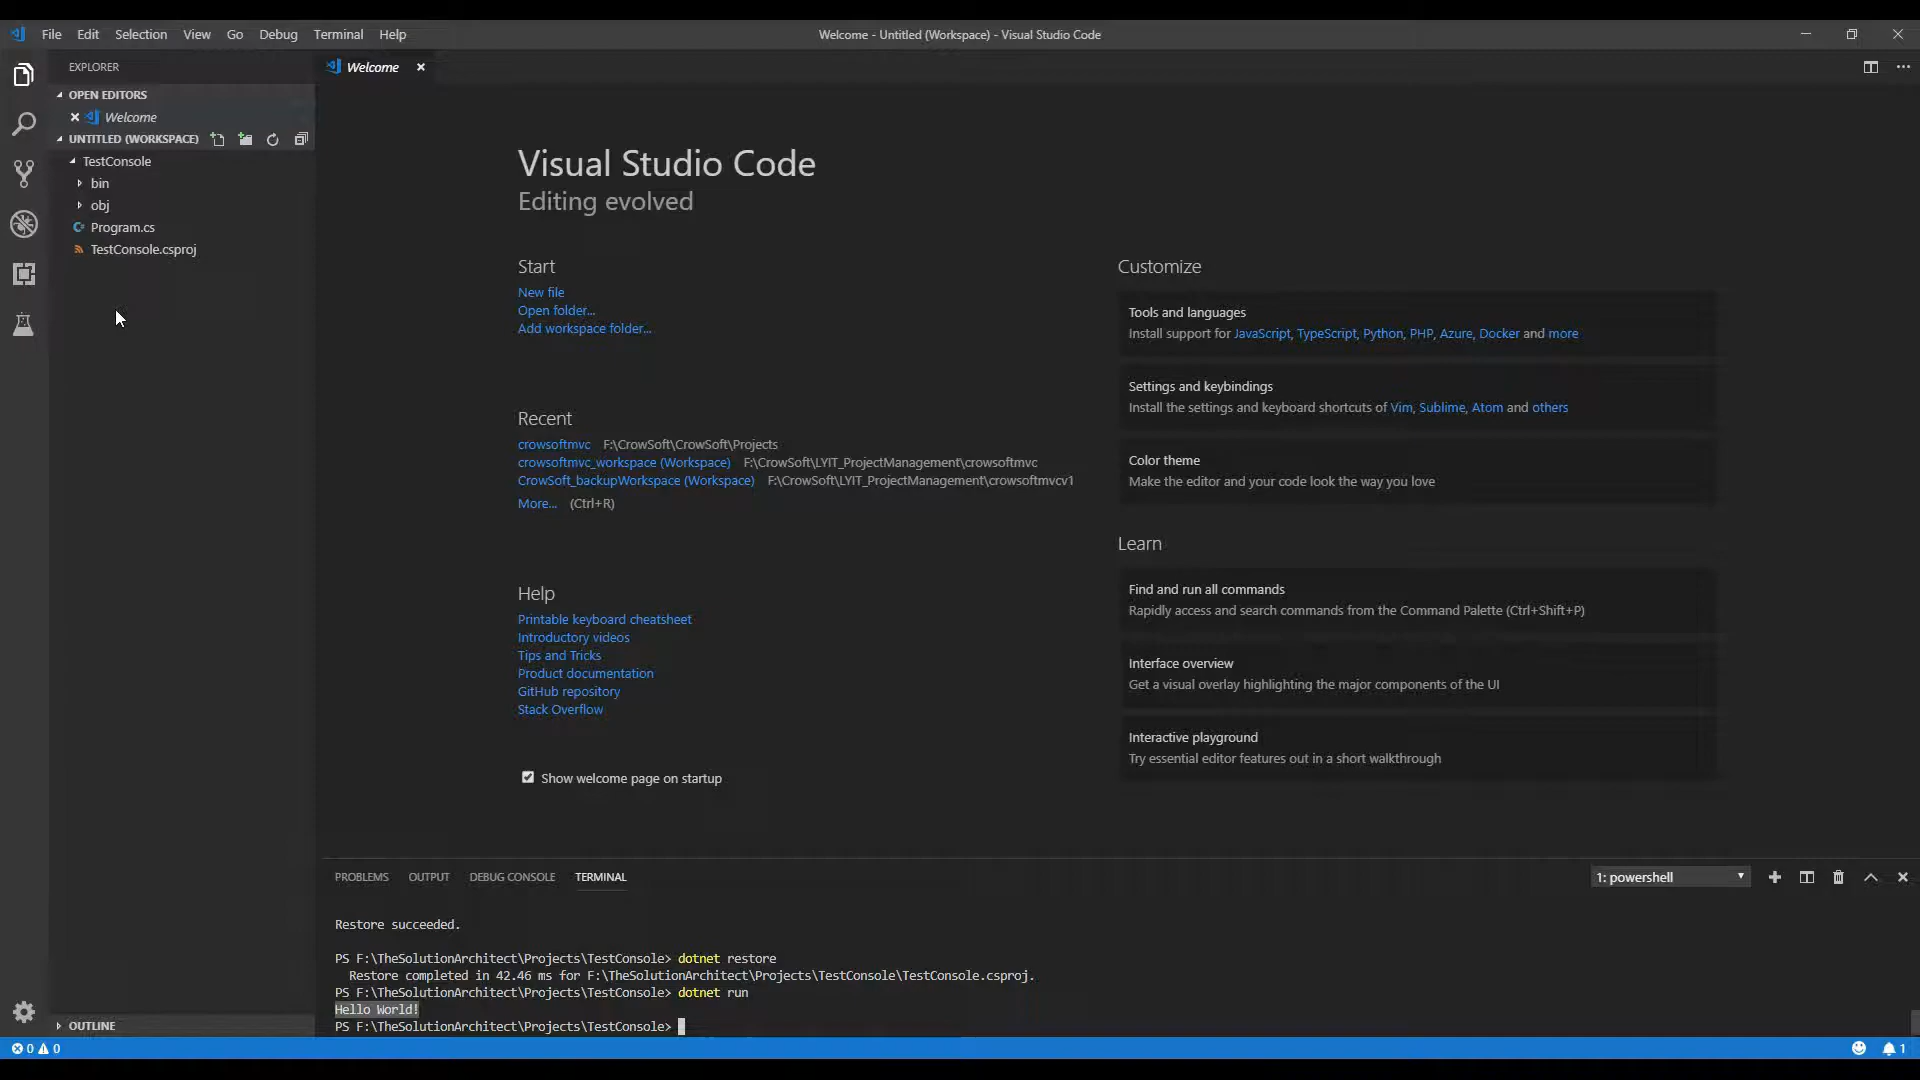 File Edit Selection View Go Debug Terminal Help
Welcome - Untitled (Workspace) - Visual Studio Code
EXPLORER
Welcome
OPEN EDITORS
Welcome
UNTITLED (WORKSPACE)
TestConsole
bin
obj
Program.cs
TestConsole.csproj
OUTLINE
Visual Studio Code
Editing evolved
Start
New file
Open folder...
Add workspace folder...
Recent
crowsoftmvc F:\CrowSoft\CrowSoft\Projects
crowsoftmvc_workspace (Workspace) F:\CrowSoft\LYIT_ProjectManagement\crowsoftmvc
CrowSoft_backupWorkspace (Workspace) F:\CrowSoft\LYIT_ProjectManagement\crowsoftmvcv1
More... (Ctrl+R)
Help
Printable keyboard cheatsheet
Introductory videos
Tips and Tricks
Product documentation
GitHub repository
Stack Overflow
Show welcome page on startup
Customize
Tools and languages
Install support for JavaScript, TypeScript, Python, PHP, Azure, Docker and more
Settings and keybindings
Install the settings and keyboard shortcuts of Vim, Sublime, Atom and others
Color theme
Make the editor and your code look the way you love
Learn
Find and run all commands
Rapidly access and search commands from the Command Palette (Ctrl+Shift+P)
Interface overview
Get a visual overlay highlighting the major components of the UI
Interactive playground
Try essential editor features out in a short walkthrough
PROBLEMS OUTPUT DEBUG CONSOLE TERMINAL
1: powershell
Restore succeeded.
PS F:\TheSolutionArchitect\Projects\TestConsole> dotnet restore
Restore completed in 42.46 ms for F:\TheSolutionArchitect\Projects\TestConsole\TestConsole.csproj.
PS F:\TheSolutionArchitect\Projects\TestConsole> dotnet run
Hello World!
PS F:\TheSolutionArchitect\Projects\TestConsole>
0 0
1